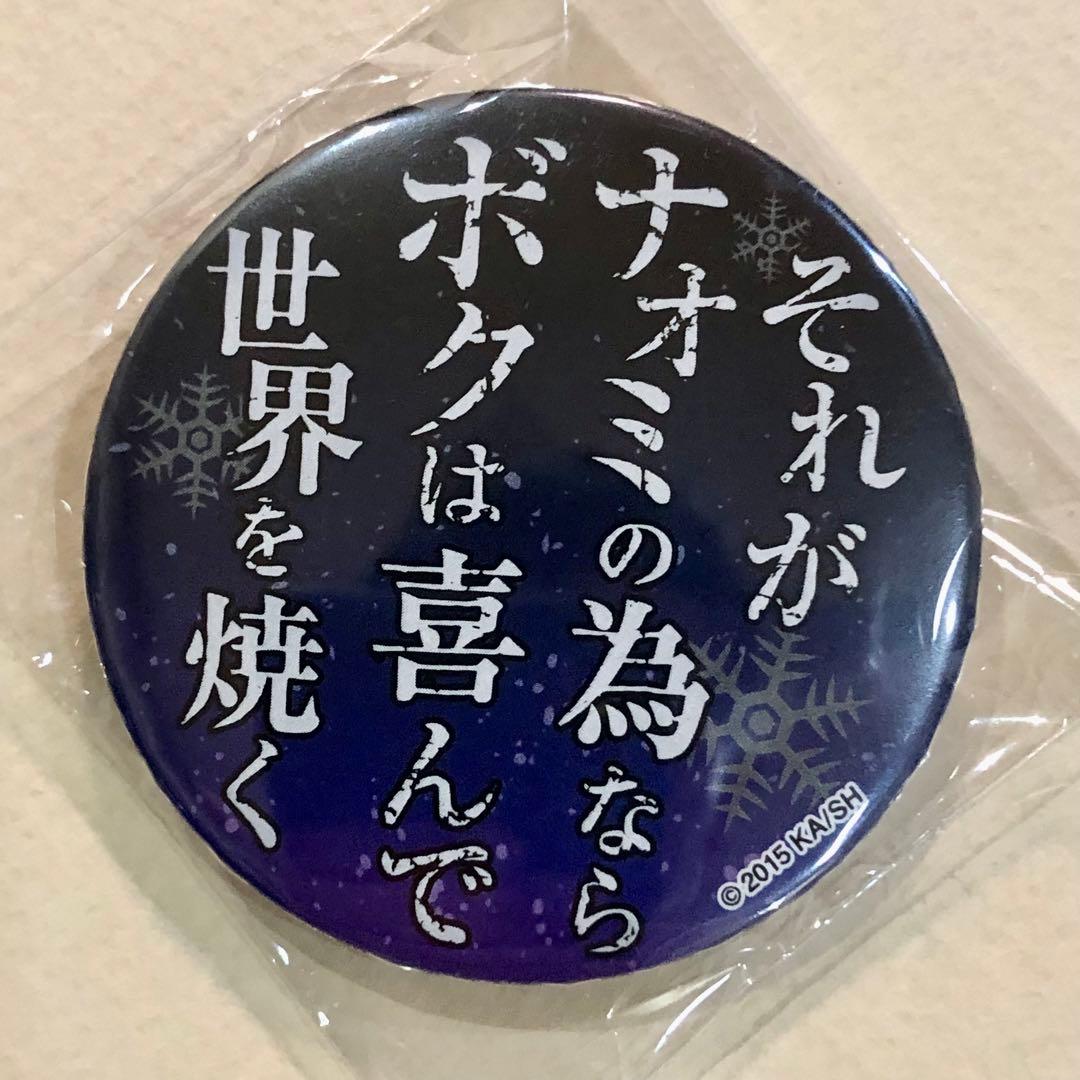 それが
ナオミの為なら
ボクは喜んで
世界を焼く
© 2015 KA/SH